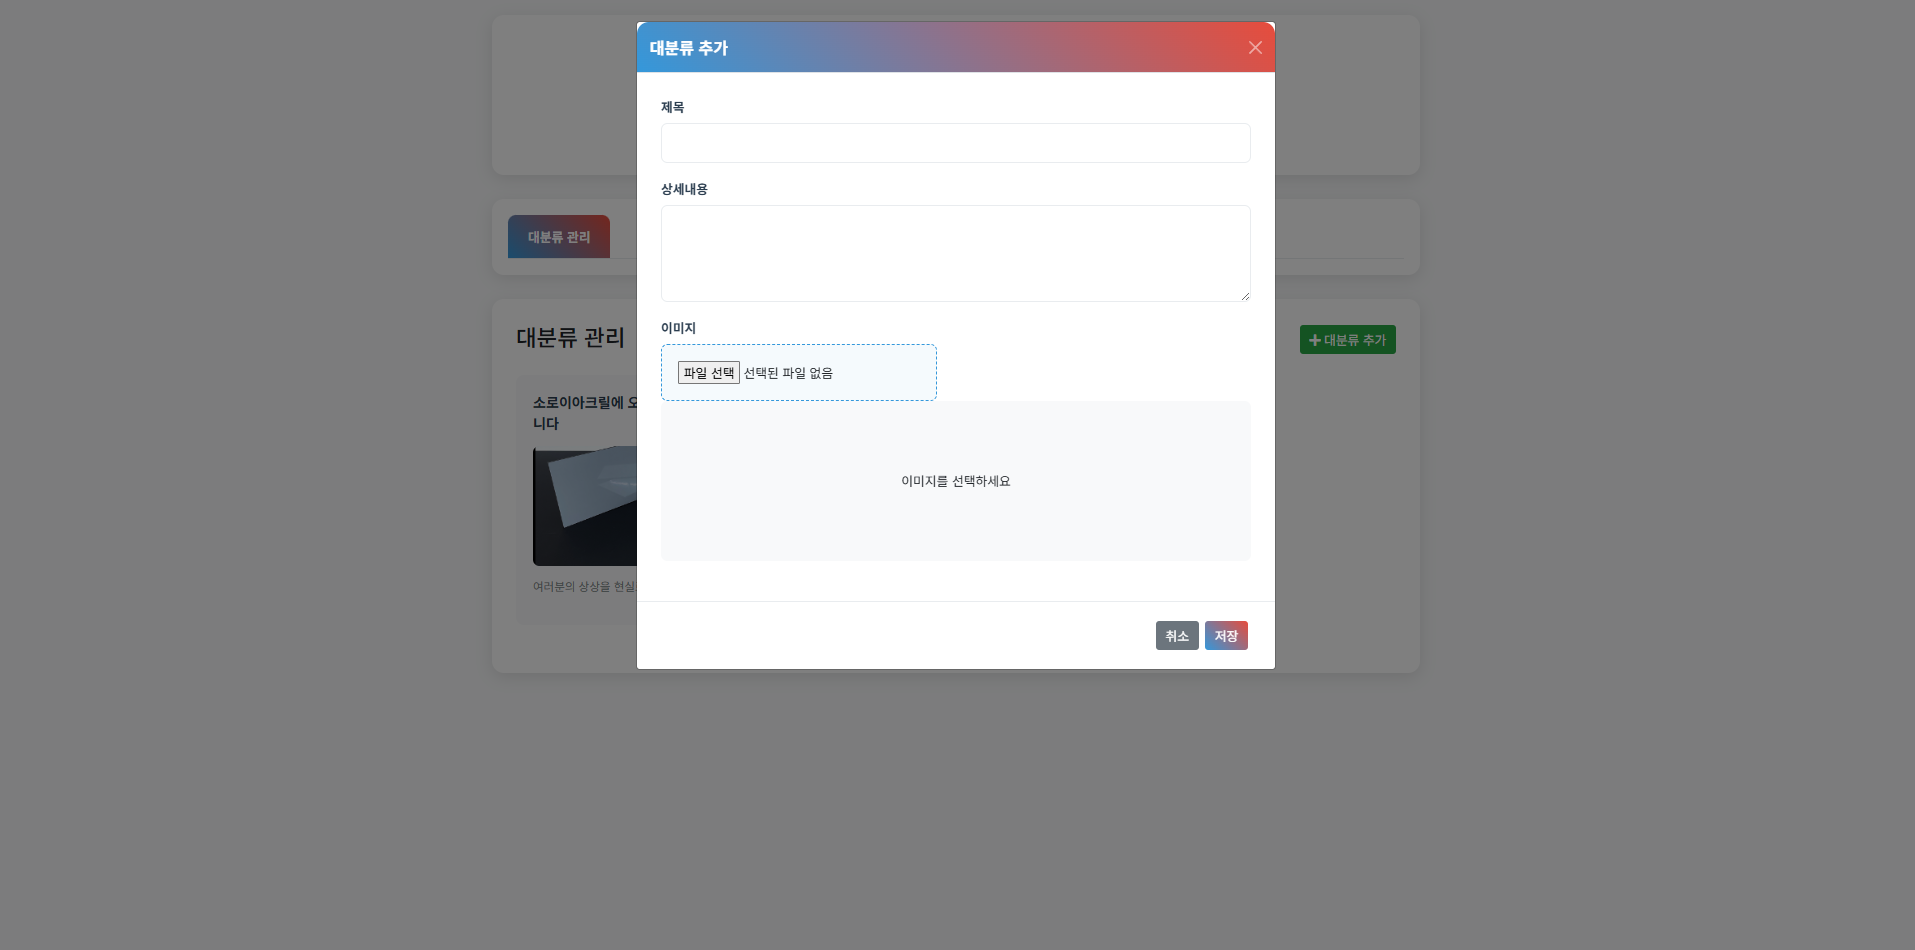 대분류 추가
제목
상세내용
이미지
파일 선택 선택된 파일 없음
이미지를 선택하세요
취소 저장
대분류 관리
대분류 관리
대분류 추가
소로이아크릴에 오
니다
여러분의 상상을 현실